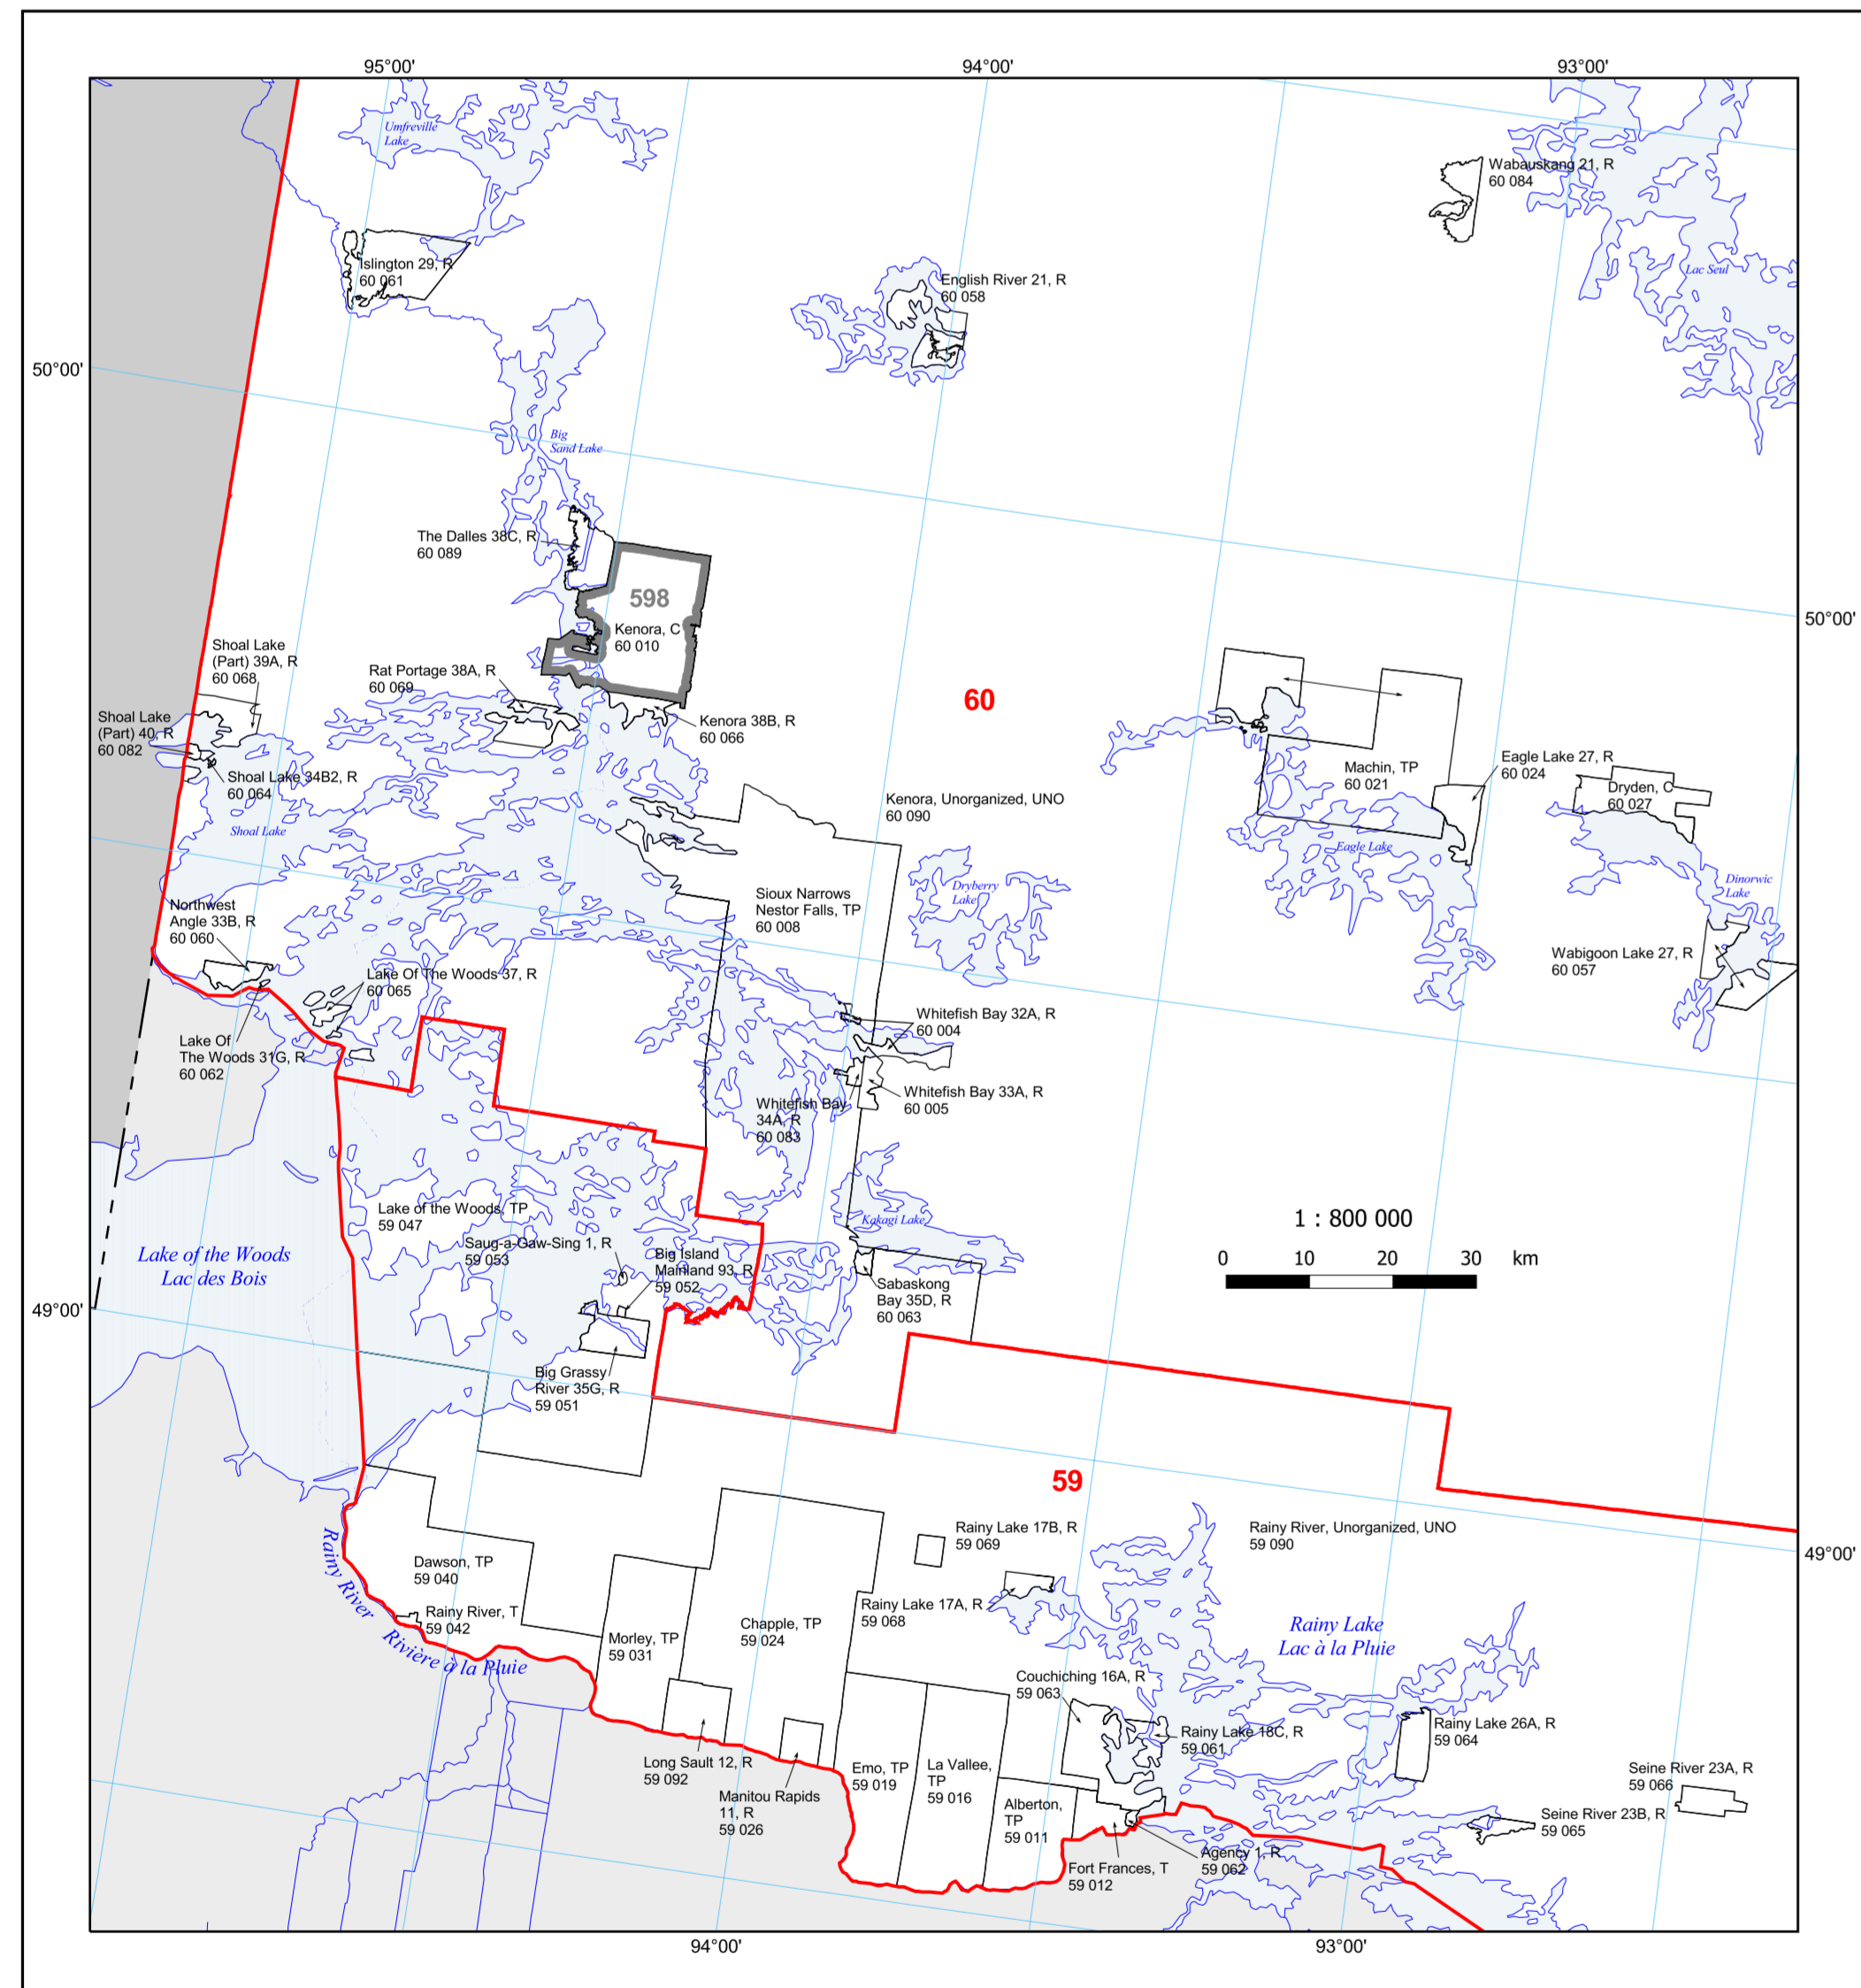 95°00'
94°00'
93°00'
Umfreville
Lake
Wabauskang 21, R
60 084
Islington 29, R
60 061
English River 21, R
60 058
Lac Seul
50°00'
Big
Sand Lake
The Dalles 38C, R
60 089
598
Kenora, C
60 010
50°00'
Shoal Lake
(Part) 39A, R
60 068
Rat Portage 38A, R
60 069
60
Shoal Lake
(Part) 40, R
60 082
Kenora 38B, R
60 066
Shoal Lake 34B2, R
60 064
Machin, TP
60 021
Eagle Lake 27, R
60 024
Dryden, C
60 027
Kenora, Unorganized, UNO
60 090
Shoal Lake
Eagle Lake
Dryberry
Lake
Dinorwic
Lake
Sioux Narrows
Nestor Falls, TP
60 008
Northwest
Angle 33B, R
60 060
Wabigoon Lake 27, R
60 057
Lake Of The Woods 37, R
60 065
Whitefish Bay 32A, R
60 004
Lake Of
The Woods 31G, R
60 062
Whitefish Bay 33A, R
60 005
Whitefish Bay
34A, R
60 083
Lake of the Woods, TP
59 047
Kakagi Lake
1 : 800 000
0 10 20 30 km
Saug-a-Gaw-Sing 1, R
59 053
Big Island
Mainland 93, R
59 052
Lake of the Woods
Lac des Bois
Sabaskong
Bay 35D, R
60 063
49°00'
Big Grassy
River 35G, R
59 051
59
Rainy Lake 17B, R
59 069
Rainy River, Unorganized, UNO
59 090
49°00'
Rainy River
Rivière à la Pluie
Dawson, TP
59 040
Rainy River, T
59 042
Rainy Lake 17A, R
59 068
Chapple, TP
59 024
Morley, TP
59 031
Rainy Lake
Lac à la Pluie
Couchiching 16A, R
59 063
Rainy Lake 18C, R
59 061
Rainy Lake 26A, R
59 064
Long Sault 12, R
59 092
Emo, TP
59 019
La Vallee,
TP
59 016
Seine River 23A, R
59 066
Manitou Rapids
11, R
59 026
Alberton,
TP
59 011
Seine River 23B, R
59 065
Agency 1, R
59 062
Fort Frances, T
59 012
94°00'
93°00'